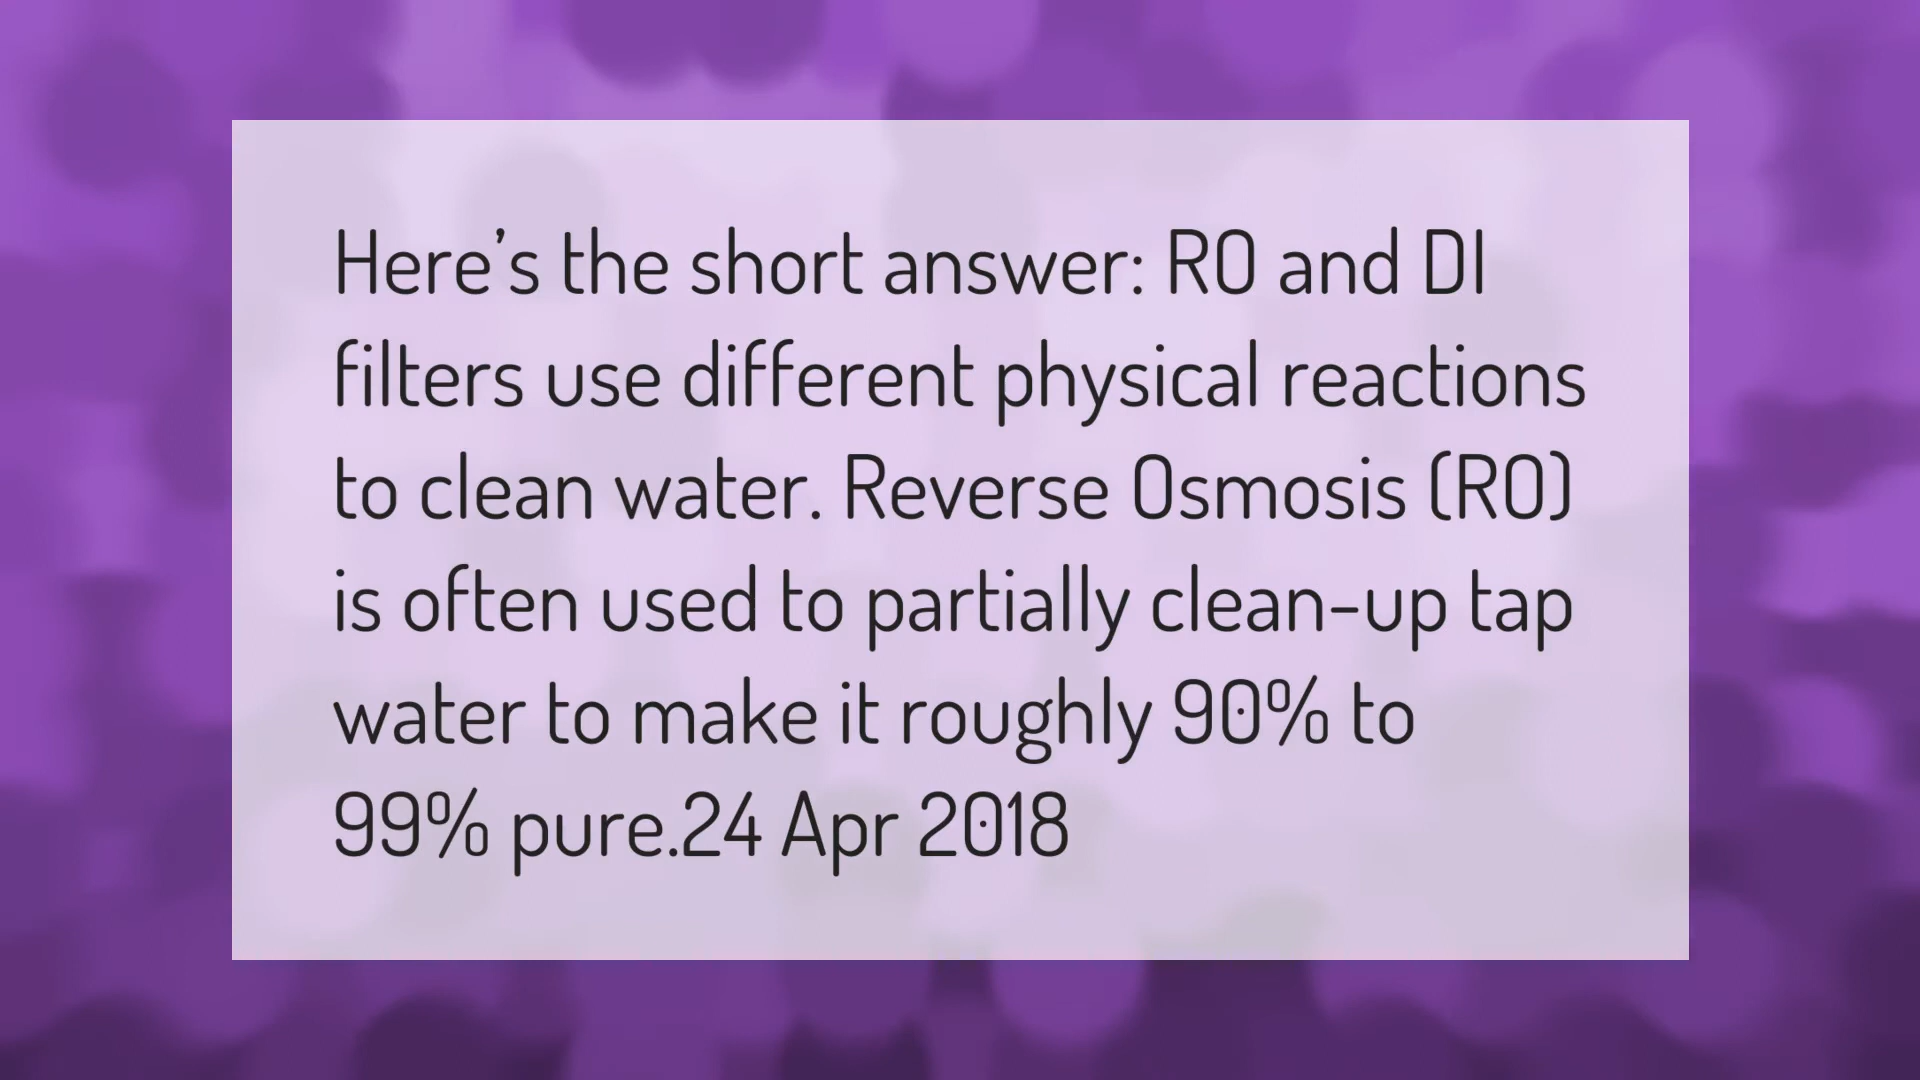 Here’s the short answer: RO and DI
filters use different physical reactions
to clean water. Reverse Osmosis (RO)
is often used to partially clean-up tap
water to make it roughly 90% to
99% pure.24 Apr 2018